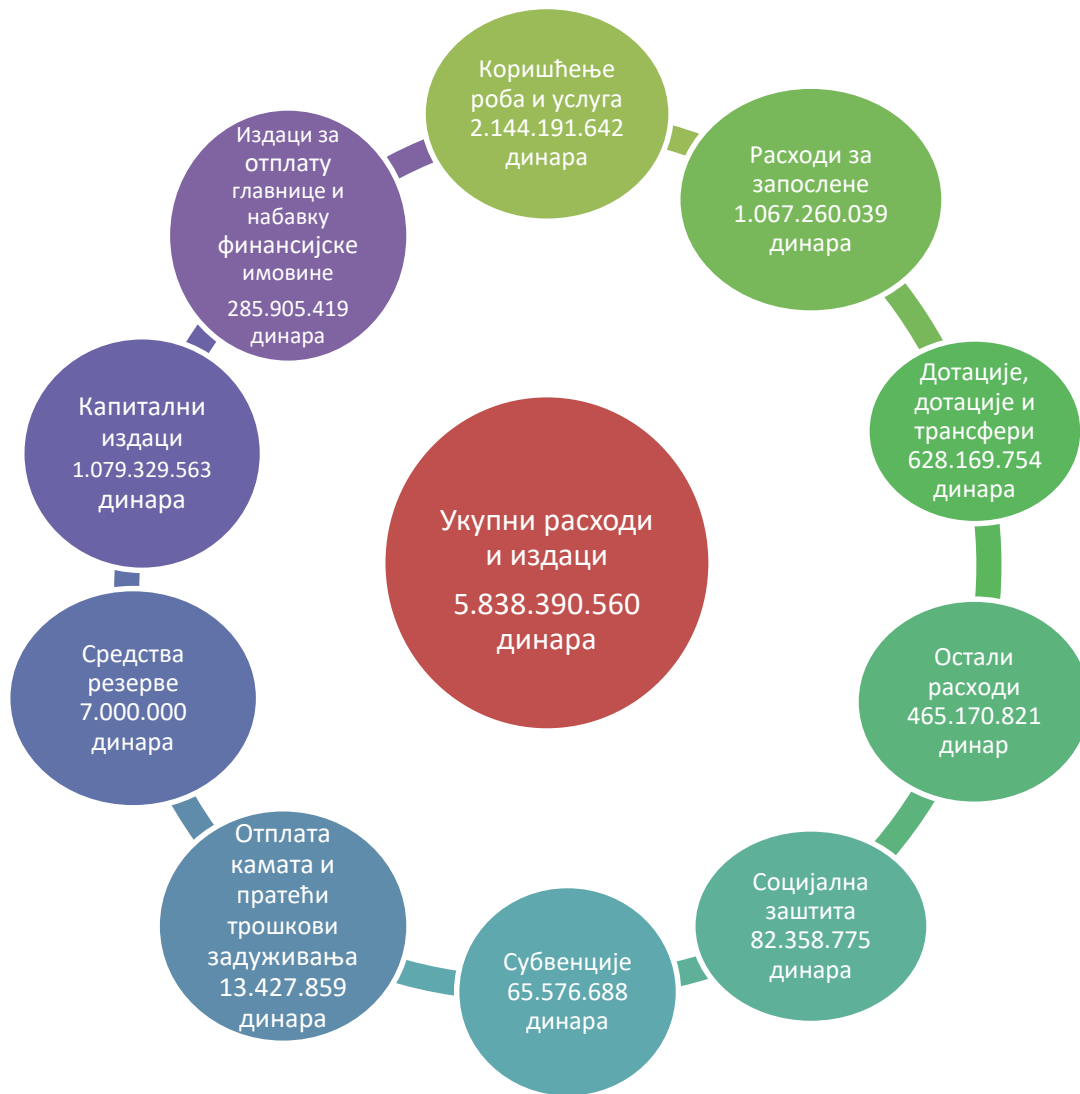 Коришћење
роба и услуга
2.144.191.642
динара
Расходи за
запослене
1.067.260.039
динара
Дотације,
дотације и
трансфери
628.169.754
динара
Остали
расходи
465.170.821
динар
Социјална
заштита
82.358.775
динара
Субвенције
65.576.688
динара
Отплата
камата и
пратећи
трошкови
задуживања
13.427.859
динара
Средства
резерве
7.000.000
динара
Капитални
издаци
1.079.329.563
динара
Издаци за
отплату
главнице и
набавку
финансијске
имовине
285.905.419
динара
Укупни расходи
и издаци
5.838.390.560
динара